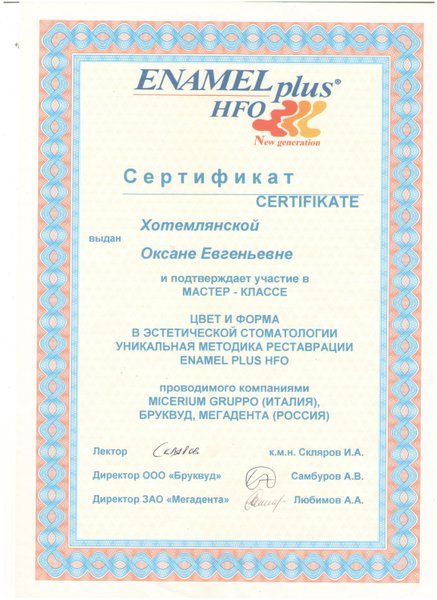 ENAMEL plus®
HFO
New generation
Сертификат
CERTIFIKATE
Хотемлянской
выдан
Оксане Евгеньевне
и подтверждает участие в
МАСТЕР - КЛАССЕ
ЦВЕТ И ФОРМА
В ЭСТЕТИЧЕСКОЙ СТОМАТОЛОГИИ
УНИКАЛЬНАЯ МЕТОДИКА РЕСТАВРАЦИИ
ENAMEL PLUS HFO
проводимого компаниями
MICERIUM GRUPPO (ИТАЛИЯ),
БРУКВУД, МЕГАДЕНТА (РОССИЯ)
Лектор к.м.н. Скляров И.А.
Директор ООО «Бруквуд» Самбуров А.В.
Директор ЗАО «Мегадента» Любимов А.А.